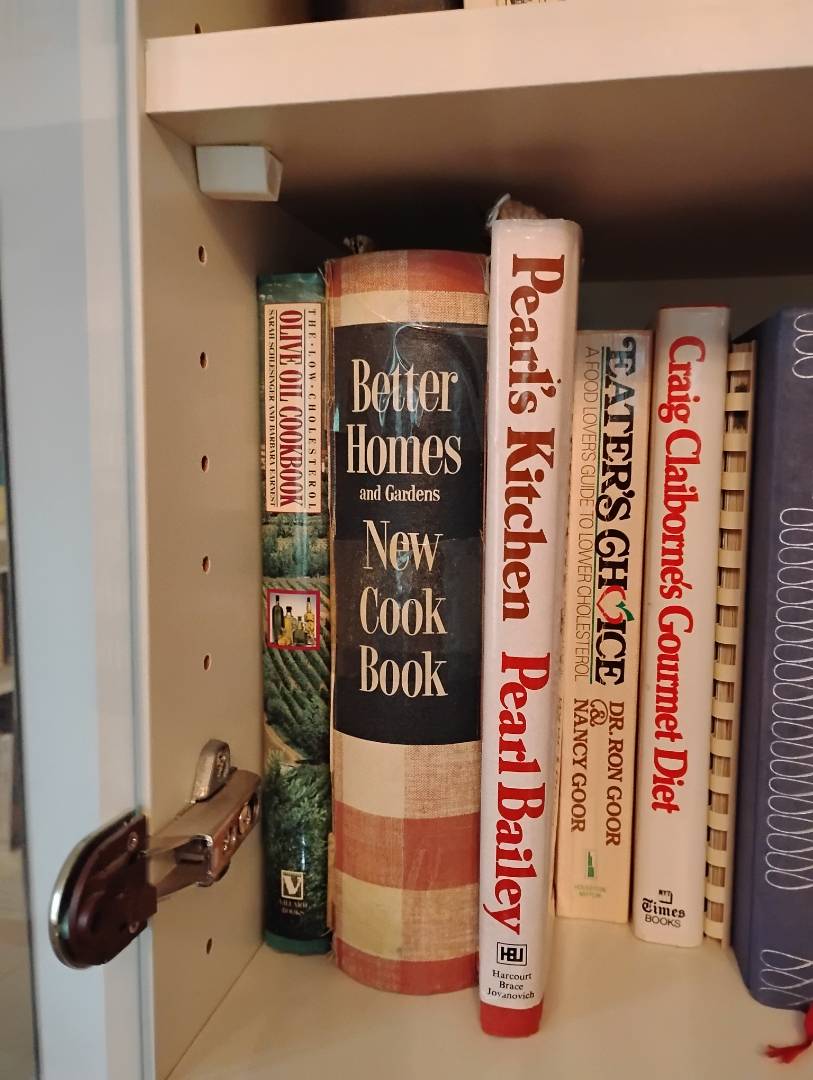 THE·LOW·CHOLESTEROL
OLIVE OIL COOKBOOK
SARAH SCHLESINGER AND BARBARA EARNEST
V
VILLARD
BOOKS
Better
Homes
and Gardens
New
Cook
Book
Pearl's Kitchen Pearl Bailey
HBJ
Harcourt
Brace
Jovanovich
EATER'S CHOICE
A FOOD LOVER'S GUIDE TO LOWER CHOLESTEROL
DR. RON GOOR
&
NANCY GOOR
HOUGHTON
MIFFLIN
Craig Claiborne's Gourmet Diet
Times
BOOKS